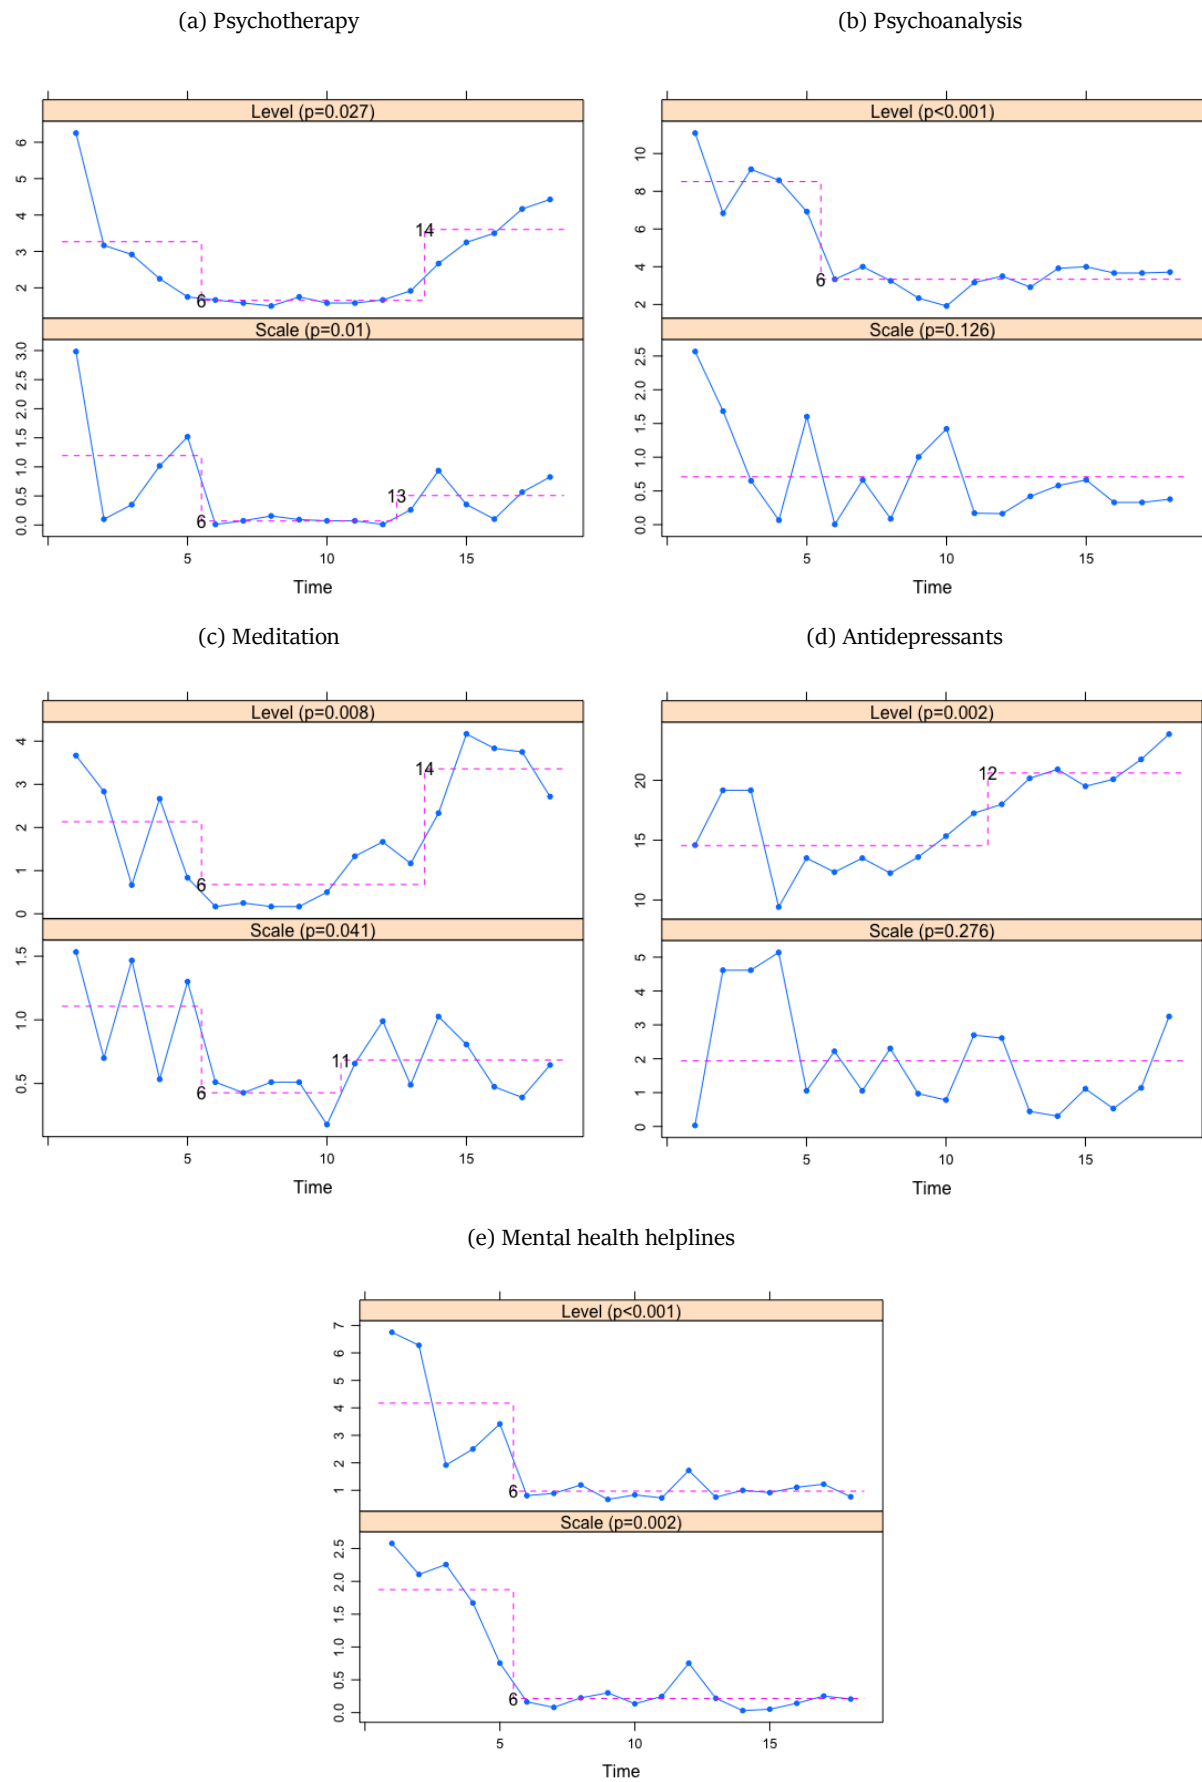 (a) Psychotherapy
(b) Psychoanalysis
Level (p=0.027)
2 3 4 5 6
6
14
Scale (p=0.01)
0.0 0.5 1.0 1.5 2.0 2.5 3.0
6
13
5 10 15
Time
Level (p<0.001)
2 4 6 8 10
6
Scale (p=0.126)
0.0 0.5 1.0 1.5 2.0 2.5
5 10 15
Time
(c) Meditation
(d) Antidepressants
Level (p=0.008)
0 1 2 3 4
6
14
Scale (p=0.041)
0.5 1.0 1.5
6
11
5 10 15
Time
Level (p=0.002)
10 15 20
12
Scale (p=0.276)
0 1 2 3 4 5
5 10 15
Time
(e) Mental health helplines
Level (p<0.001)
1 2 3 4 5 6 7
6
Scale (p=0.002)
0.0 0.5 1.0 1.5 2.0 2.5
6
5 10 15
Time